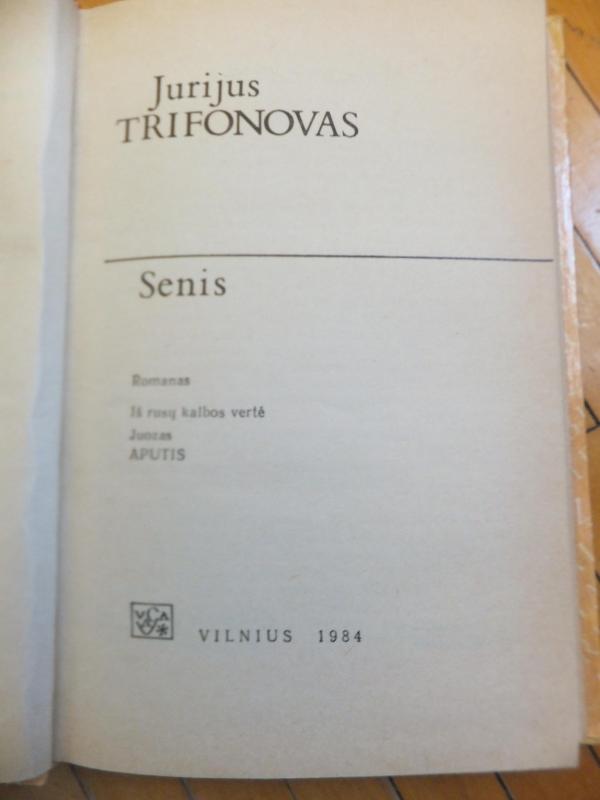 Jurijus
TRIFONOVAS
Senis
Romanas
Iš rusų kalbos vertė
Juozas
APUTIS
VILNIUS 1984